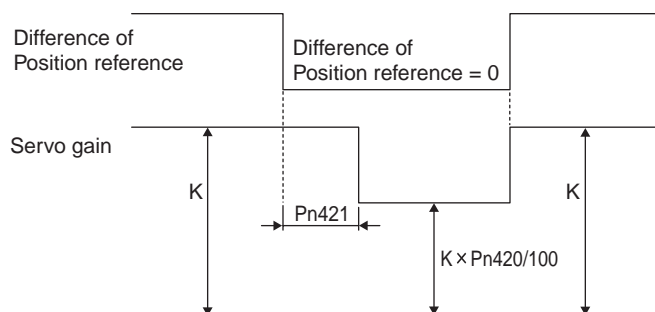 Difference of
Position reference
Difference of
Position reference = 0
Servo gain
K
Pn421
K × Pn420/100
K